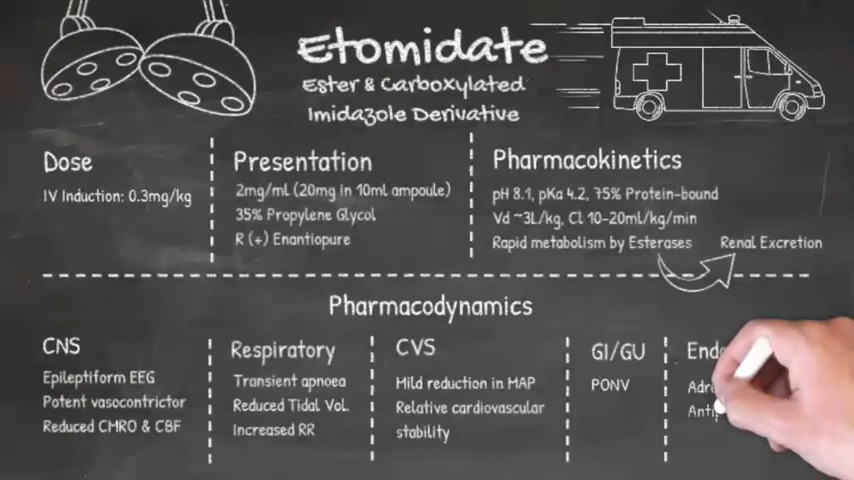 Etomidate
Ester & Carboxylated
Imidazole Derivative
Dose
IV Induction: 0.3mg/kg
Presentation
2mg/ml (20mg in 10ml ampoule)
35% Propylene Glycol
R (+) Enantiopure
Pharmacokinetics
pH 8.1, pKa 4.2, 75% Protein-bound
Vd ~3L/kg, Cl 10-20ml/kg/min
Rapid metabolism by Esterases
Renal Excretion
Pharmacodynamics
CNS
Epileptiform EEG
Potent vasocontrictor
Reduced CMRO & CBF
Respiratory
Transient apnoea
Reduced Tidal Vol.
Increased RR
CVS
Mild reduction in MAP
Relative cardiovascular
stability
GI/GU
PONV